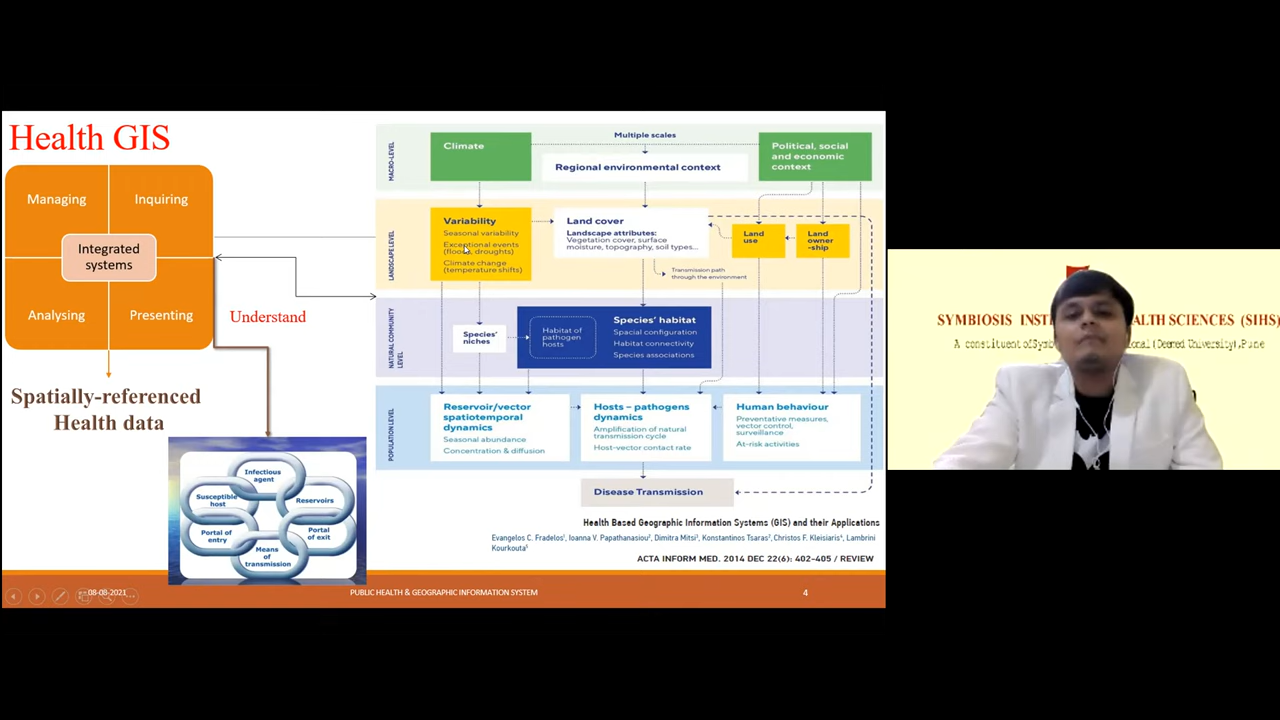 Health GIS
Managing
Inquiring
Integrated
systems
Analysing
Presenting
Understand
Spatially-referenced
Health data
Infectious
agent
Susceptible
host
Reservoirs
Portal of
entry
Portal
of exit
Means
of
transmission
MACRO-LEVEL
Climate
Multiple scales
Regional environmental context
Political, social
and economic
context
LANDSCAPE LEVEL
Variability
Seasonal variability
Exceptional events
(floods, droughts)
Climate change
(temperature shifts)
Land cover
Landscape attributes:
Vegetation cover, surface
moisture, topography, soil types...
Transmission path
through the environment
Land
use
Land
owner
-ship
NATURAL COMMUNITY
LEVEL
Species'
niches
Habitat of
pathogen
hosts
Species' habitat
Spacial configuration
Habitat connectivity
Species associations
POPULATION LEVEL
Reservoir/vector
spatiotemporal
dynamics
Seasonal abundance
Concentration & diffusion
Hosts – pathogens
dynamics
Amplification of natural
transmission cycle
Host-vector contact rate
Human behaviour
Preventative measures,
vector control,
surveillance
At-risk activities
Disease Transmission
Health Based Geographic Information Systems (GIS) and their Applications
Evangelos C. Fradelos¹, Ioanna V. Papathanasiou², Dimitra Mitsi¹, Konstantinos Tsaras², Christos F. Kleisiaris⁴, Lambrini
Kourkouta⁵
ACTA INFORM MED. 2014 DEC 22(6): 402-405 / REVIEW
08-08-2021
PUBLIC HEALTH & GEOGRAPHIC INFORMATION SYSTEM
4
SYMBIOSIS INST HEALTH SCIENCES (SIHS)
A constituent of Symb onal (Deemed University), Pune